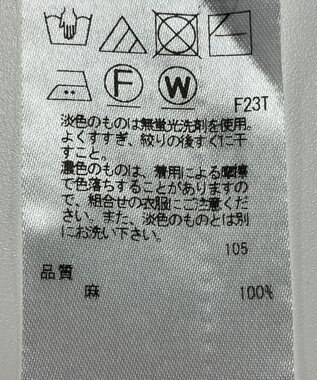 F W
F23T
淡色のものは無蛍光洗剤を使用。
よくすすぎ、絞りの後すぐに干
すこと。
濃色のものは、着用による摩擦
で色落ちすることがありますの
で、組合せの衣服にご注意くだ
さい。また、淡色のものとは別
にお洗い下さい。
105
品質
麻 100%